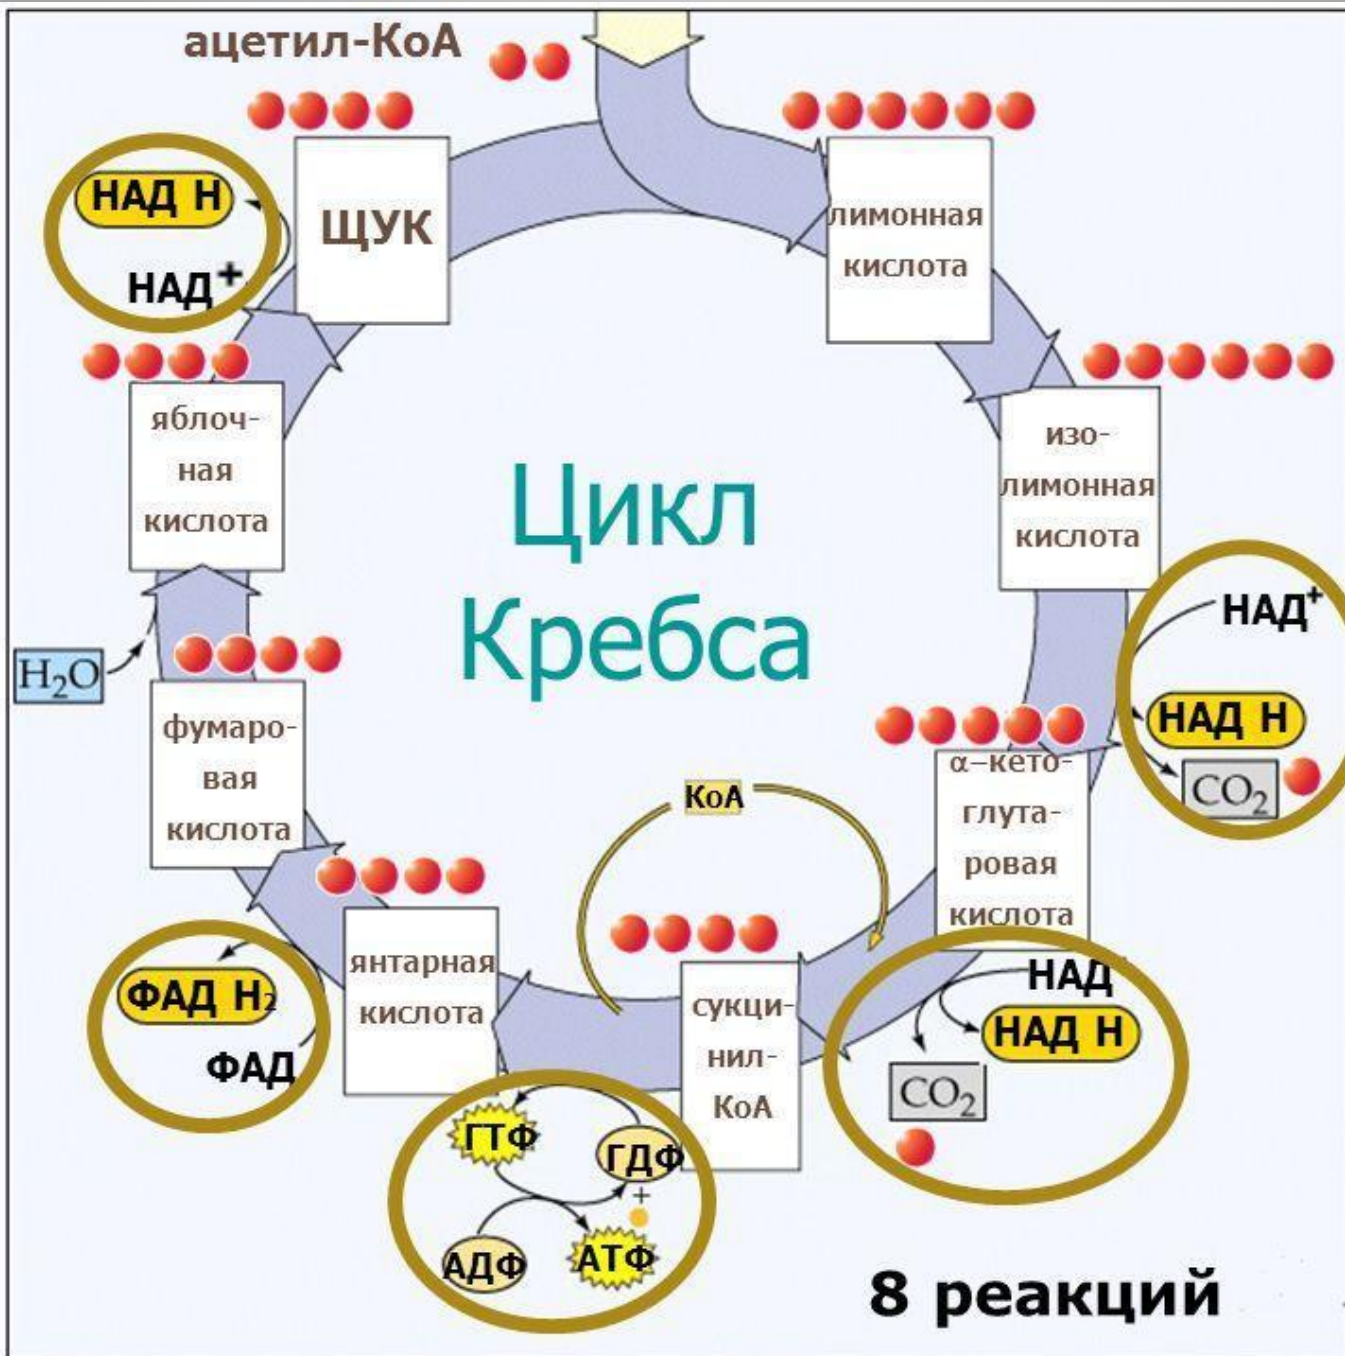 ацетил-КоА
НАД Н
НАД+
ЩУК
лимонная
кислота
изо-
лимонная
кислота
НАД+
НАД Н
CO2
α-кето-
глута-
ровая
кислота
НАД
НАД Н
CO2
КоА
сукци-
нил-
КоА
ГТФ
ГДФ
+
АДФ
АТФ
янтарная
кислота
ФАД Н2
ФАД
фумаро-
вая
кислота
H2O
яблоч-
ная
кислота
Цикл
Кребса
8 реакций